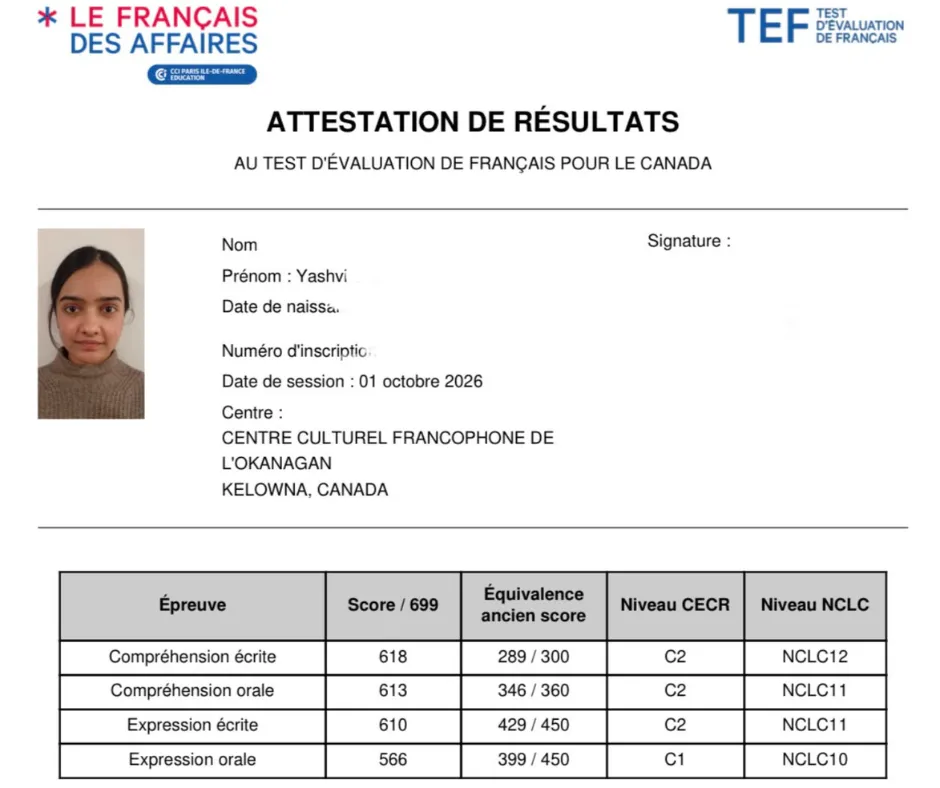 LE FRANÇAIS
DES AFFAIRES
CCI PARIS ILE-DE-FRANCE
EDUCATION
TEF TEST
D'ÉVALUATION
DE FRANÇAIS
ATTESTATION DE RÉSULTATS
AU TEST D'ÉVALUATION DE FRANÇAIS POUR LE CANADA
Nom
Signature :
Prénom : Yashvi
Date de naissa
Numéro d'inscriptio
Date de session : 01 octobre 2026
Centre :
CENTRE CULTUREL FRANCOPHONE DE
L'OKANAGAN
KELOWNA, CANADA
Épreuve Score / 699 Équivalence ancien score Niveau CECR Niveau NCLC
Compréhension écrite 618 289 / 300 C2 NCLC12
Compréhension orale 613 346 / 360 C2 NCLC11
Expression écrite 610 429 / 450 C2 NCLC11
Expression orale 566 399 / 450 C1 NCLC10